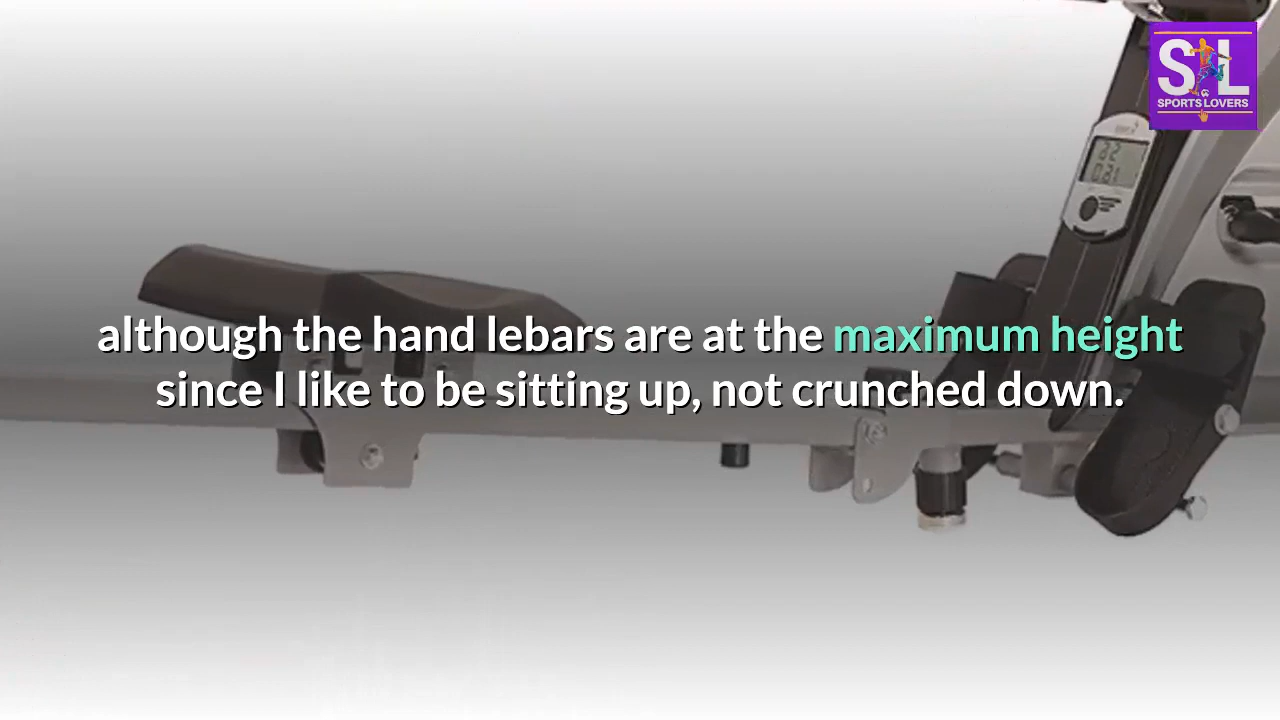 SL
SPORTS LOVERS
although the hand lebars are at the maximum height
since I like to be sitting up, not crunched down.